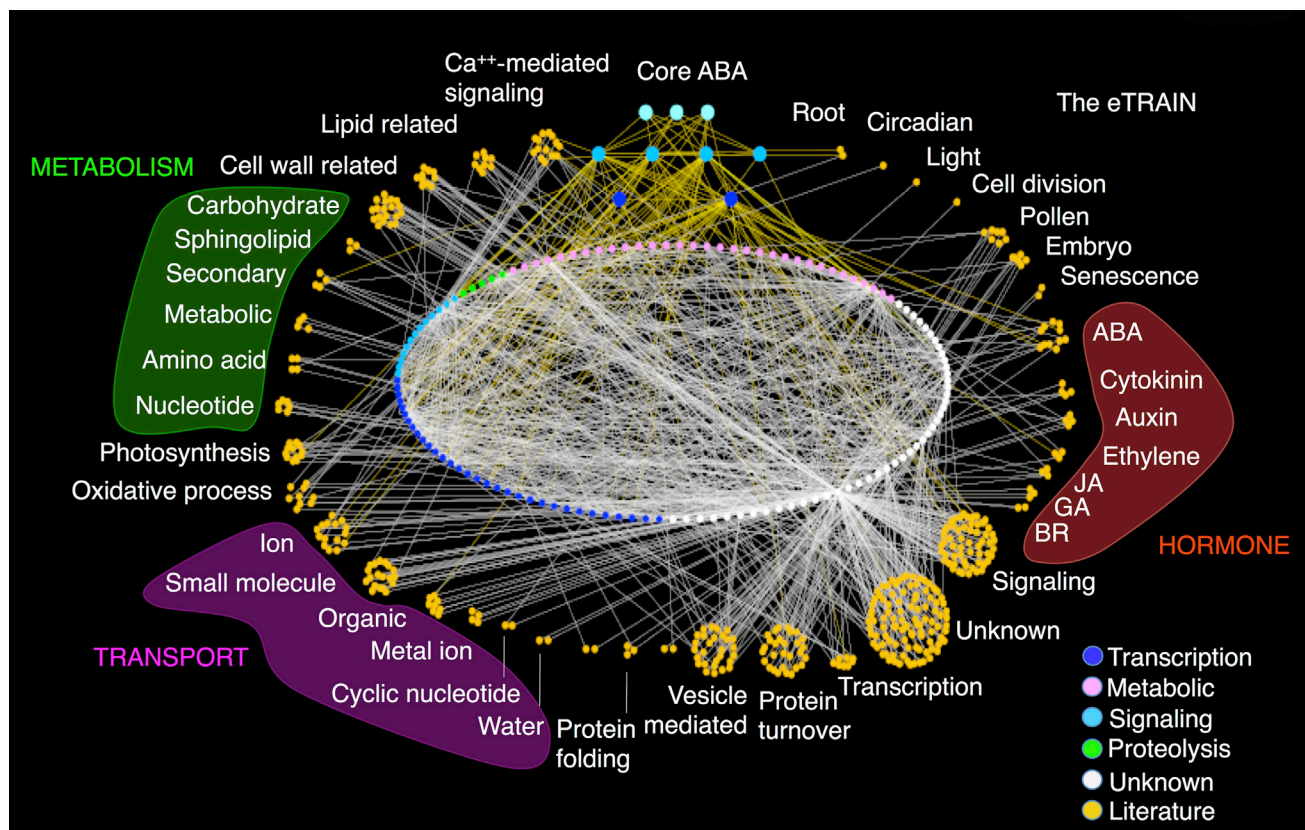 Ca⁺⁺-mediated
signaling
Core ABA
The eTRAIN
Root
Circadian
Light
Cell division
Pollen
Embryo
Senescence
Lipid related
Cell wall related
METABOLISM
Carbohydrate
Sphingolipid
Secondary
Metabolic
Amino acid
Nucleotide
Photosynthesis
Oxidative process
ABA
Cytokinin
Auxin
Ethylene
JA
GA
BR
HORMONE
Ion
Small molecule
Organic
Metal ion
Cyclic nucleotide
Water
TRANSPORT
Protein
folding
Vesicle
mediated
Protein
turnover
Transcription
Unknown
Signaling
Transcription
Metabolic
Signaling
Proteolysis
Unknown
Literature